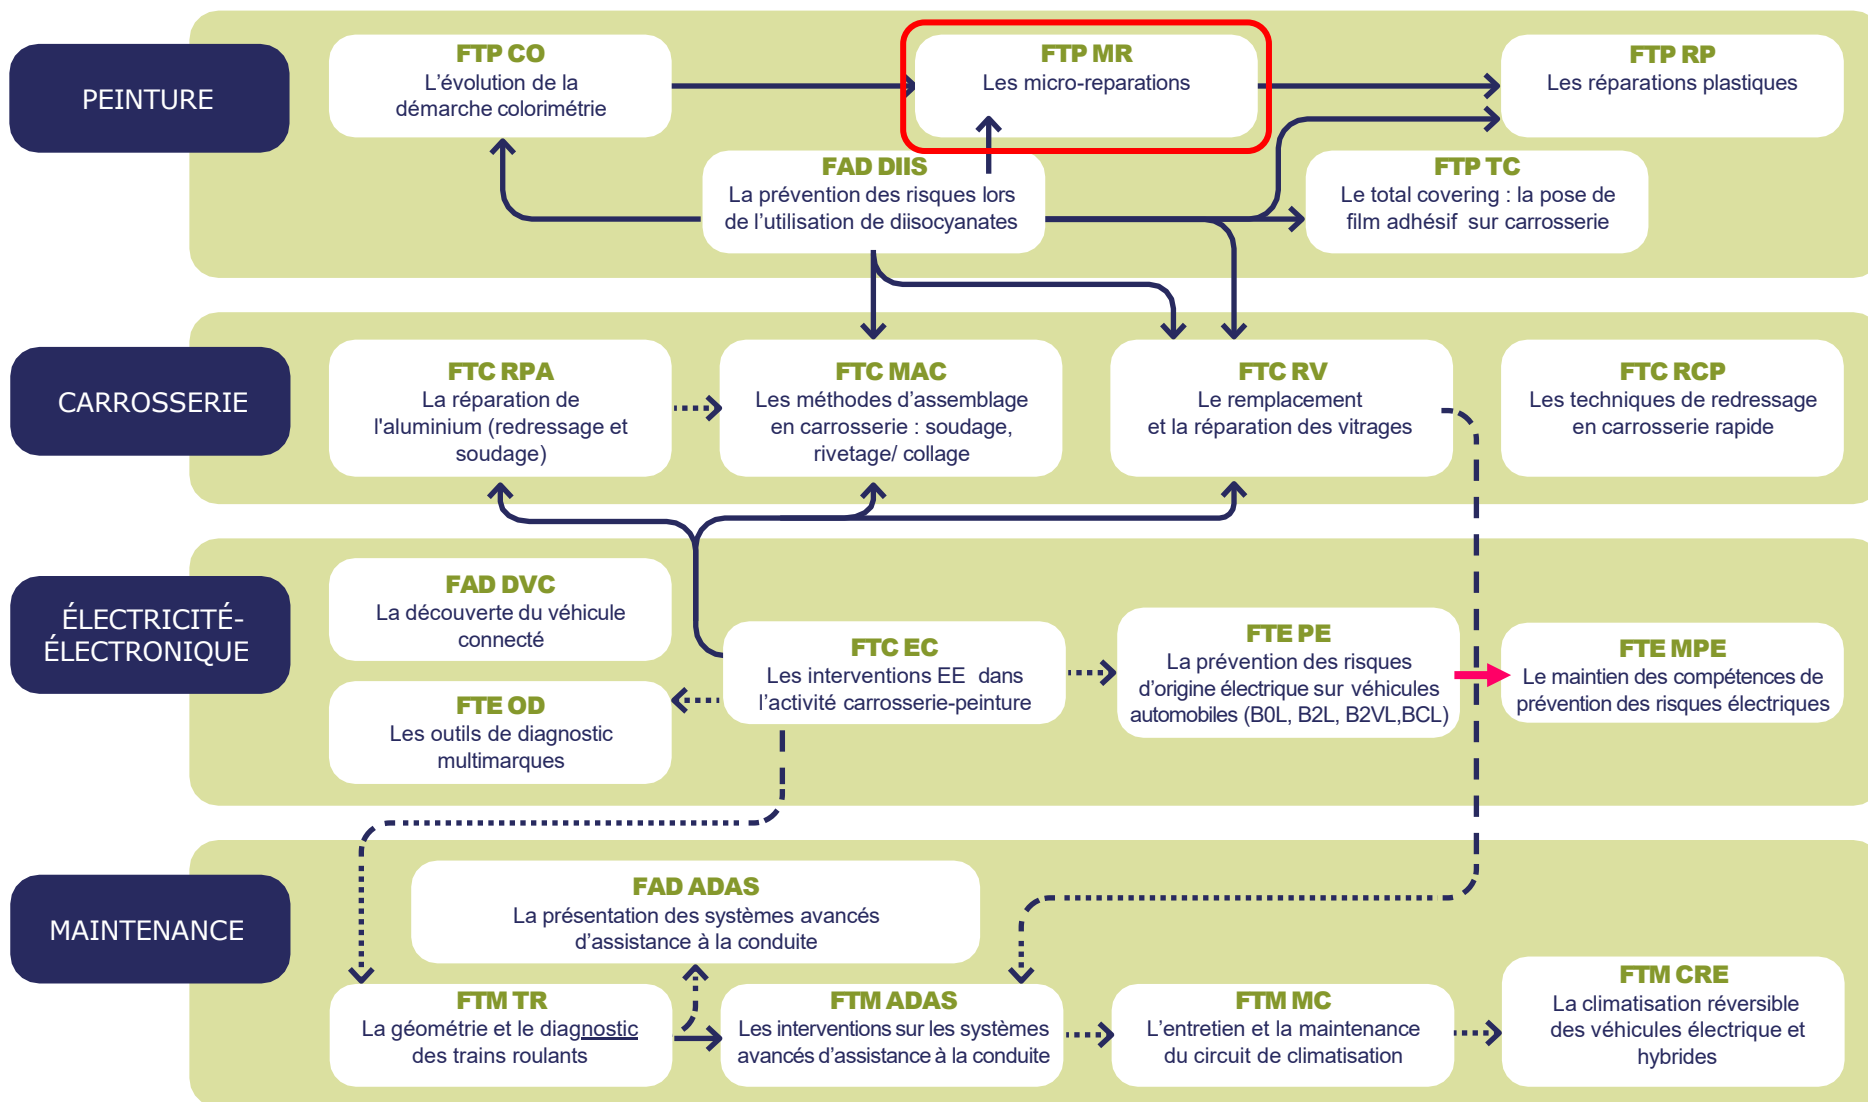 PEINTURE
FTP CO
L'évolution de la
démarche colorimétrie
FTP MR
Les micro-reparations
FTP RP
Les réparations plastiques
FAD DIIS
La prévention des risques lors
de l'utilisation de diisocyanates
FTP TC
Le total covering : la pose de
film adhésif sur carrosserie
CARROSSERIE
FTC RPA
La réparation de
l'aluminium (redressage et
soudage)
FTC MAC
Les méthodes d'assemblage
en carrosserie : soudage,
rivetage/ collage
FTC RV
Le remplacement
et la réparation des vitrages
FTC RCP
Les techniques de redressage
en carrosserie rapide
ÉLECTRICITÉ-
ÉLECTRONIQUE
FAD DVC
La découverte du véhicule
connecté
FTE OD
Les outils de diagnostic
multimarques
FTC EC
Les interventions EE dans
l'activité carrosserie-peinture
FTE PE
La prévention des risques
d'origine électrique sur véhicules
automobiles (B0L, B2L, B2VL,BCL)
FTE MPE
Le maintien des compétences de
prévention des risques électriques
MAINTENANCE
FAD ADAS
La présentation des systèmes avancés
d'assistance à la conduite
FTM TR
La géométrie et le diagnostic
des trains roulants
FTM ADAS
Les interventions sur les systèmes
avancés d'assistance à la conduite
FTM MC
L'entretien et la maintenance
du circuit de climatisation
FTM CRE
La climatisation réversible
des véhicules électrique et
hybrides